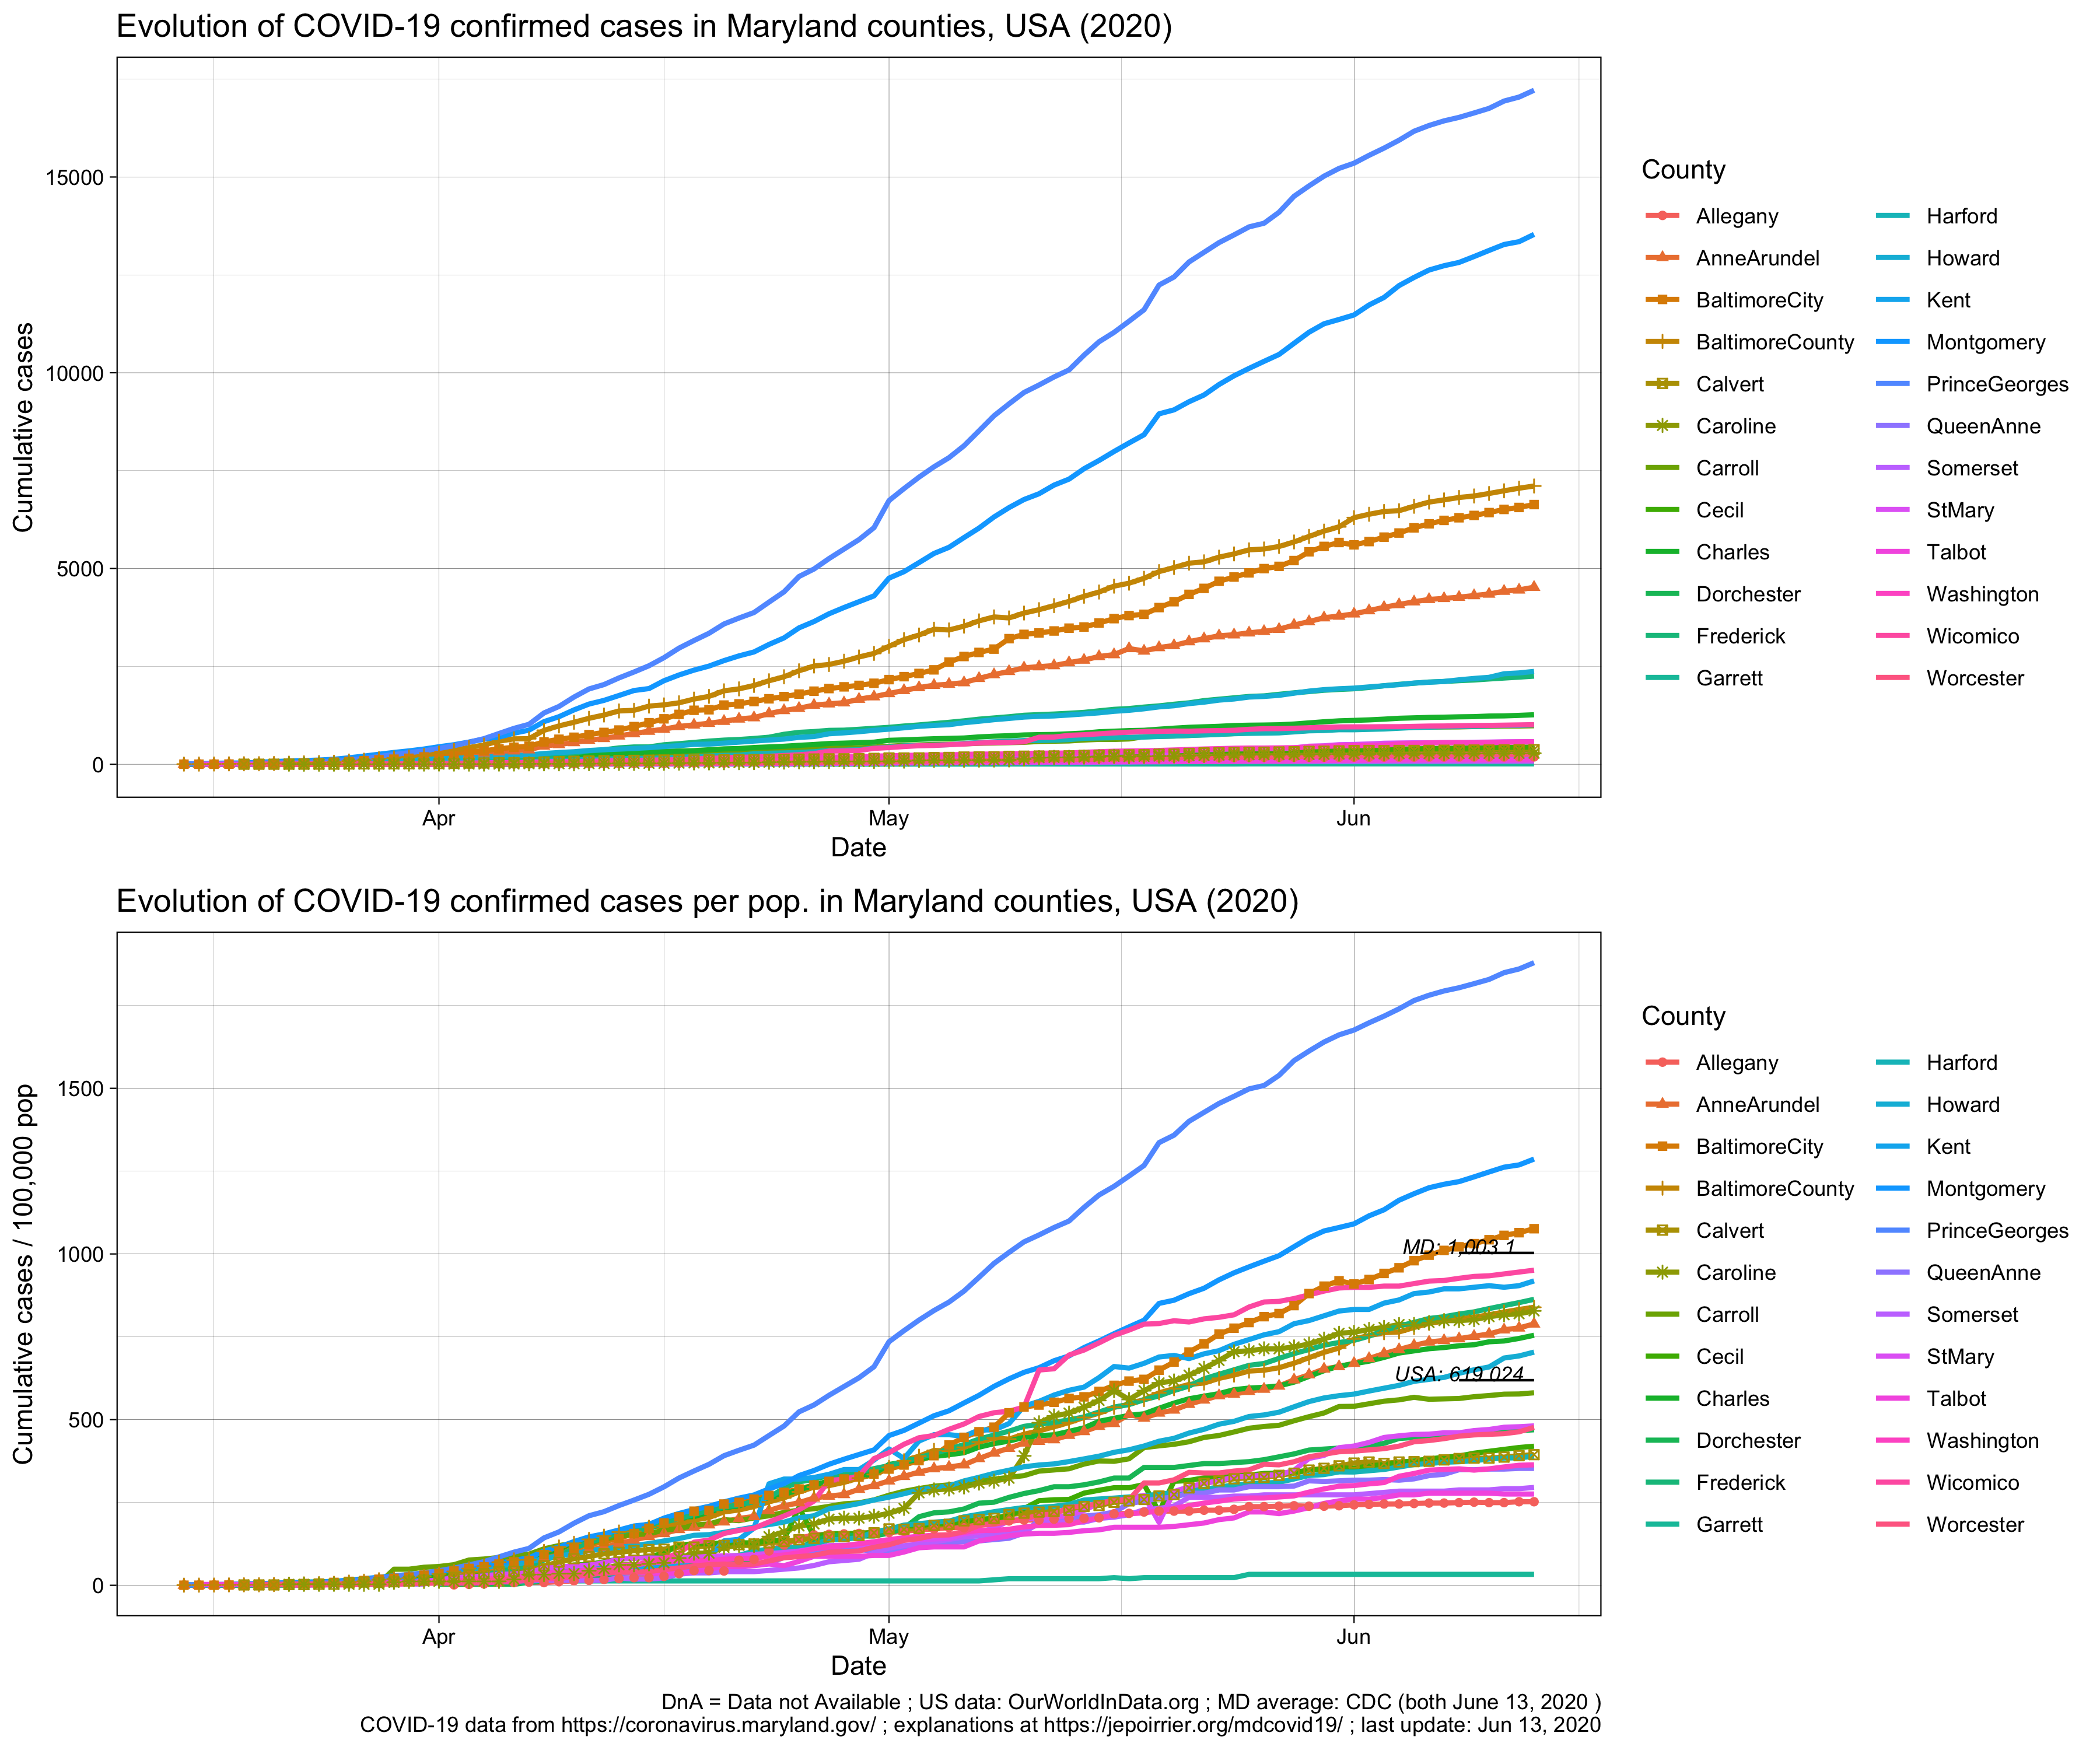 Evolution of COVID-19 confirmed cases in Maryland counties, USA (2020)
Cumulative cases
15000
10000
5000
0
Apr
May
Jun
Date
County
Allegany
AnneArundel
BaltimoreCity
BaltimoreCounty
Calvert
Caroline
Carroll
Cecil
Charles
Dorchester
Frederick
Garrett
Harford
Howard
Kent
Montgomery
PrinceGeorges
QueenAnne
Somerset
StMary
Talbot
Washington
Wicomico
Worcester
Evolution of COVID-19 confirmed cases per pop. in Maryland counties, USA (2020)
Cumulative cases / 100,000 pop
1500
1000
500
0
MD: 1,003.1
USA: 619.024
Apr
May
Jun
Date
County
Allegany
AnneArundel
BaltimoreCity
BaltimoreCounty
Calvert
Caroline
Carroll
Cecil
Charles
Dorchester
Frederick
Garrett
Harford
Howard
Kent
Montgomery
PrinceGeorges
QueenAnne
Somerset
StMary
Talbot
Washington
Wicomico
Worcester
DnA = Data not Available ; US data: OurWorldInData.org ; MD average: CDC (both June 13, 2020 )
COVID-19 data from https://coronavirus.maryland.gov/ ; explanations at https://jepoirrier.org/mdcovid19/ ; last update: Jun 13, 2020